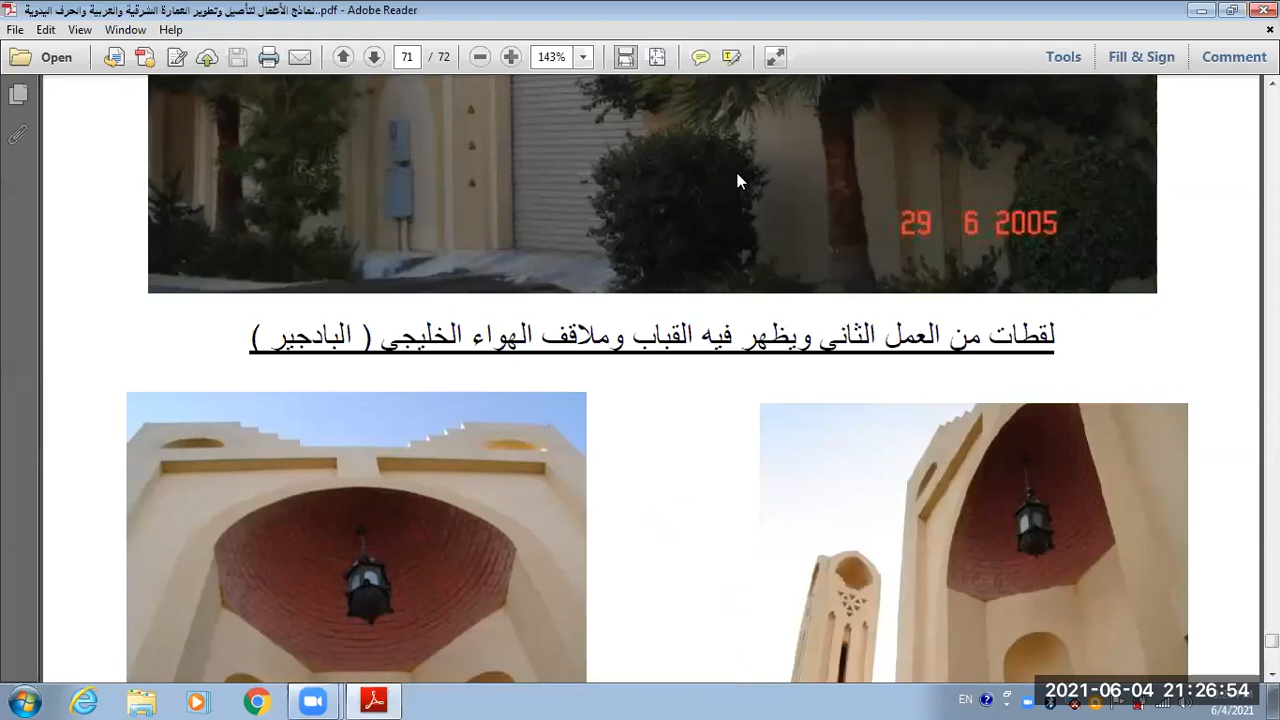 نماذج الأعمال لتأصيل وتطوير العمارة الشرقية والعربية والحرف اليدوية..pdf - Adobe Reader
File Edit View Window Help
Open 71 / 72 143% Tools Fill & Sign Comment
29 6 2005
لقطات من العمل الثاني ويظهر فيه القباب وملاقف الهواء الخليجي ( البادجير )
EN
2021-06-04 21:26:54
6/4/2021